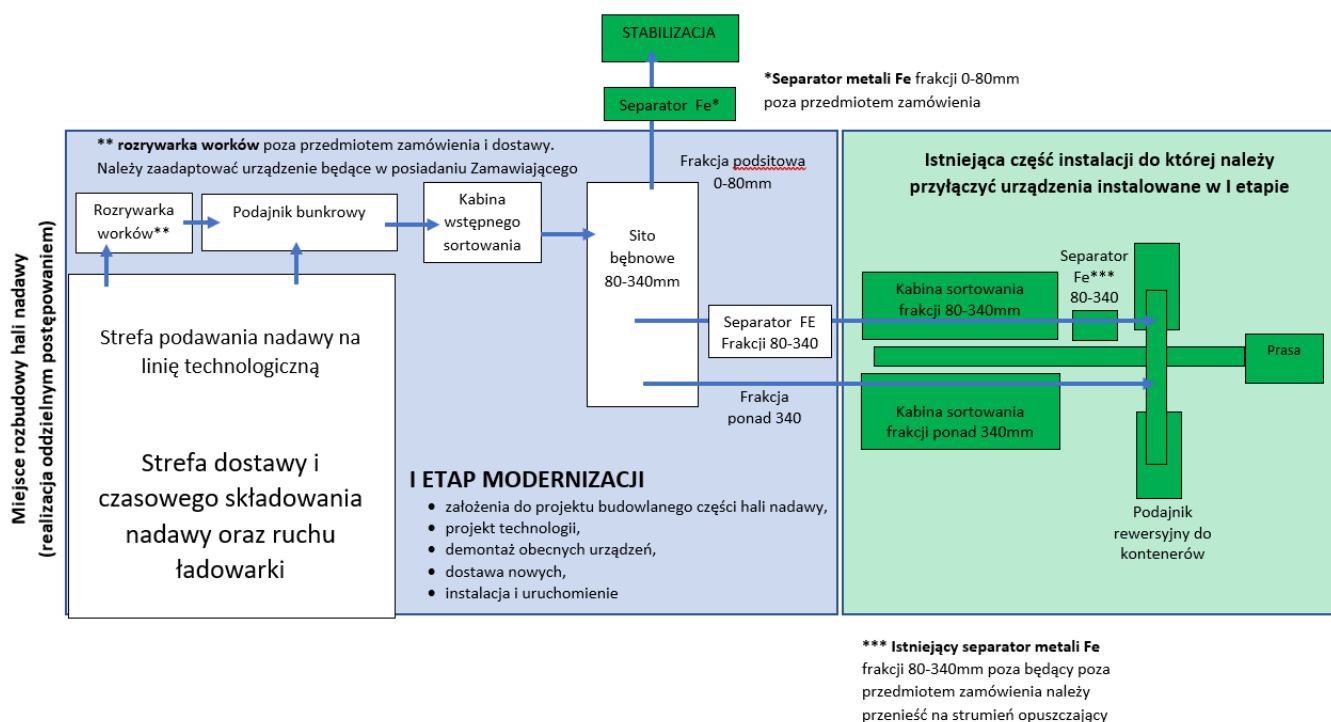 STABILIZACJA
*Separator metali Fe frakcji 0-80mm
poza przedmiotem zamówienia
Separator Fe*
** rozrywarka worków poza przedmiotem zamówienia i dostawy.
Należy zaadaptować urządzenie będące w posiadaniu Zamawiającego
Frakcja podsitowa
0-80mm
Istniejąca część instalacji do której należy
przyłączyć urządzenia instalowane w I etapie
Miejsce rozbudowy hali nadawy
(realizacja oddzielnym postępowaniem)
Rozrywarka
worków**
Podajnik bunkrowy
Kabina
wstępnego
sortowania
Sito
bębnowe
80-340mm
Strefa podawania nadawy na
linię technologiczną
Separator FE
Frakcji 80-340
Kabina sortowania
frakcji 80-340mm
Separator
Fe***
80-340
Prasa
Frakcja
ponad 340
Kabina sortowania
frakcji ponad 340mm
Strefa dostawy i
czasowego składowania
nadawy oraz ruchu
ładowarki
I ETAP MODERNIZACJI
• założenia do projektu budowlanego części hali nadawy,
• projekt technologii,
• demontaż obecnych urządzeń,
• dostawa nowych,
• instalacja i uruchomienie
Podajnik
rewersyjny do
kontenerów
*** Istniejący separator metali Fe
frakcji 80-340mm poza będący poza
przedmiotem zamówienia należy
przenieść na strumień opuszczający